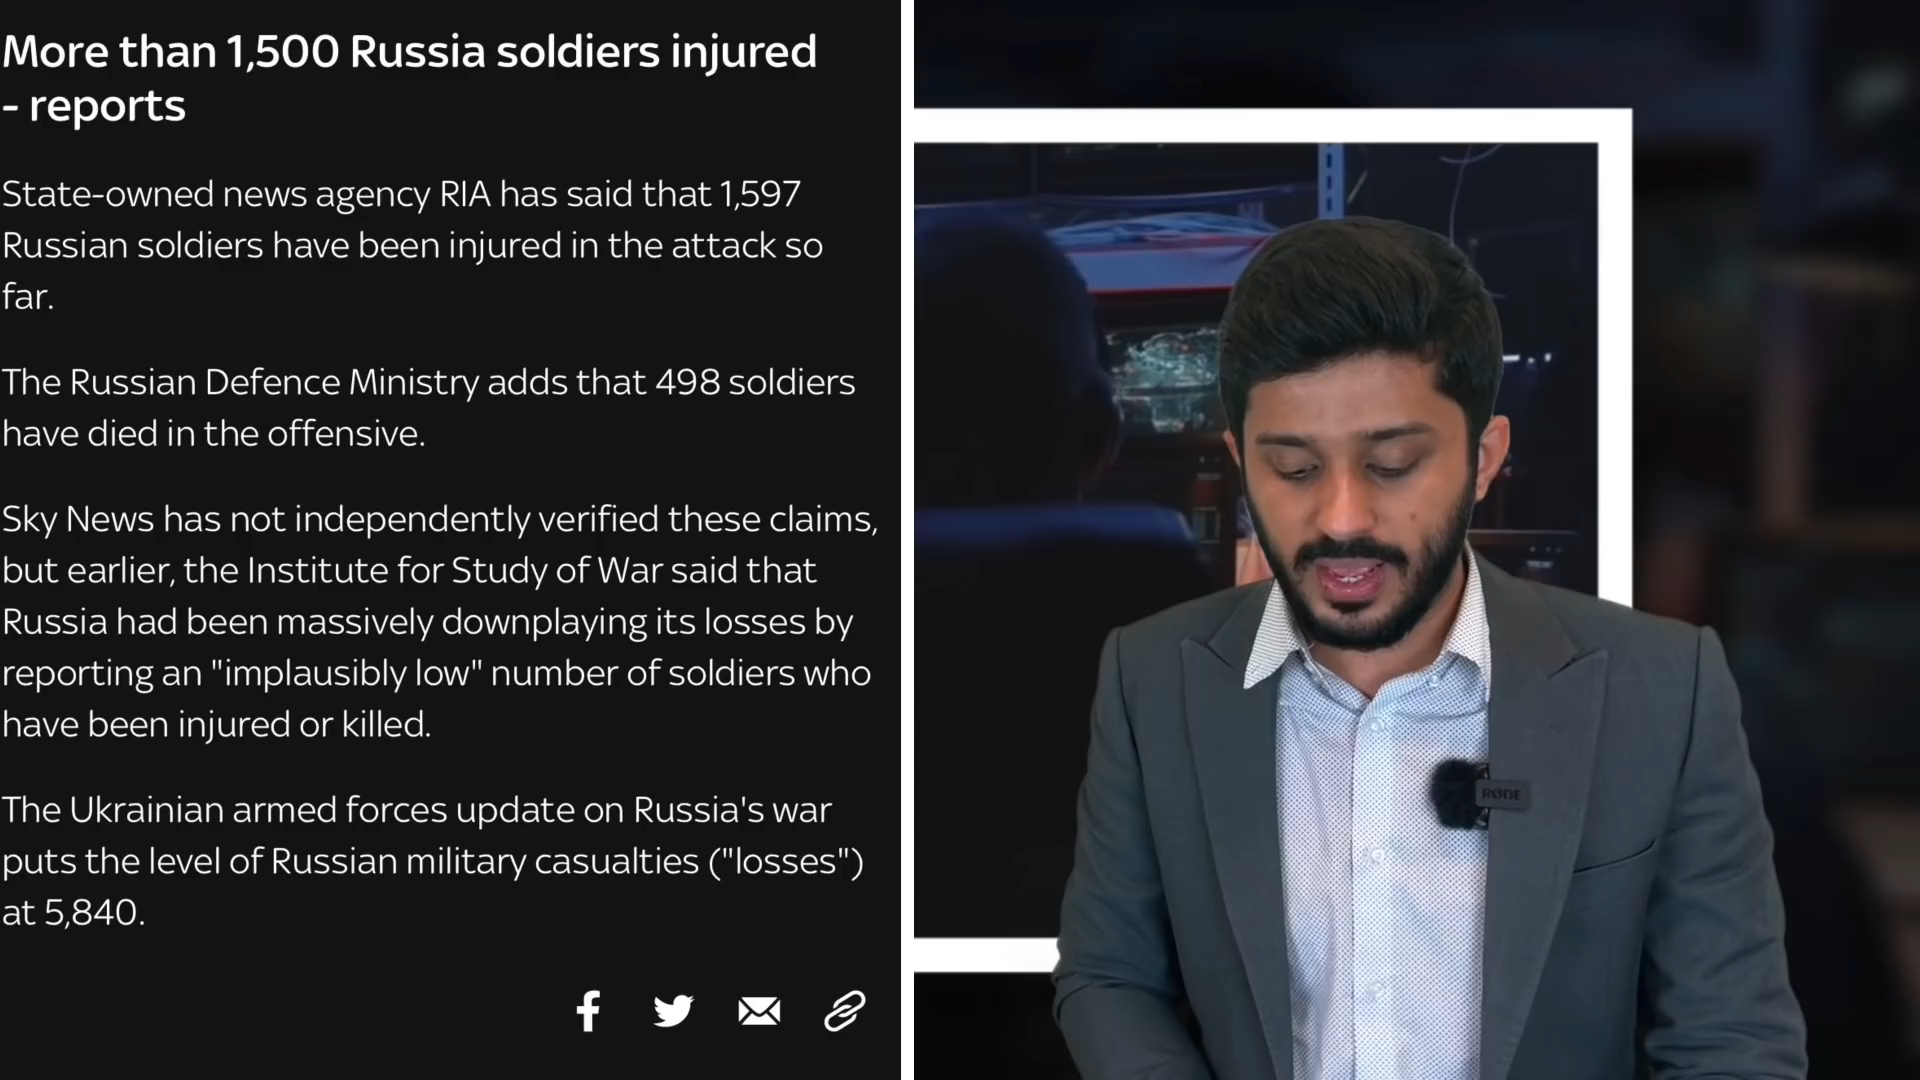 More than 1,500 Russia soldiers injured
- reports
State-owned news agency RIA has said that 1,597
Russian soldiers have been injured in the attack so
far.
The Russian Defence Ministry adds that 498 soldiers
have died in the offensive.
Sky News has not independently verified these claims,
but earlier, the Institute for Study of War said that
Russia had been massively downplaying its losses by
reporting an "implausibly low" number of soldiers who
have been injured or killed.
The Ukrainian armed forces update on Russia's war
puts the level of Russian military casualties ("losses")
at 5,840.
RØDE